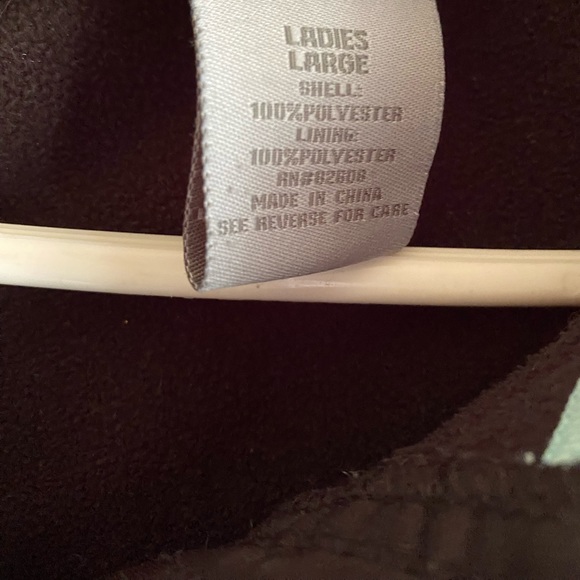 LADIES
LARGE
SHELL:
100%POLYESTER
LINING:
100%POLYESTER
RN#82608
MADE IN CHINA
SEE REVERSE FOR CARE